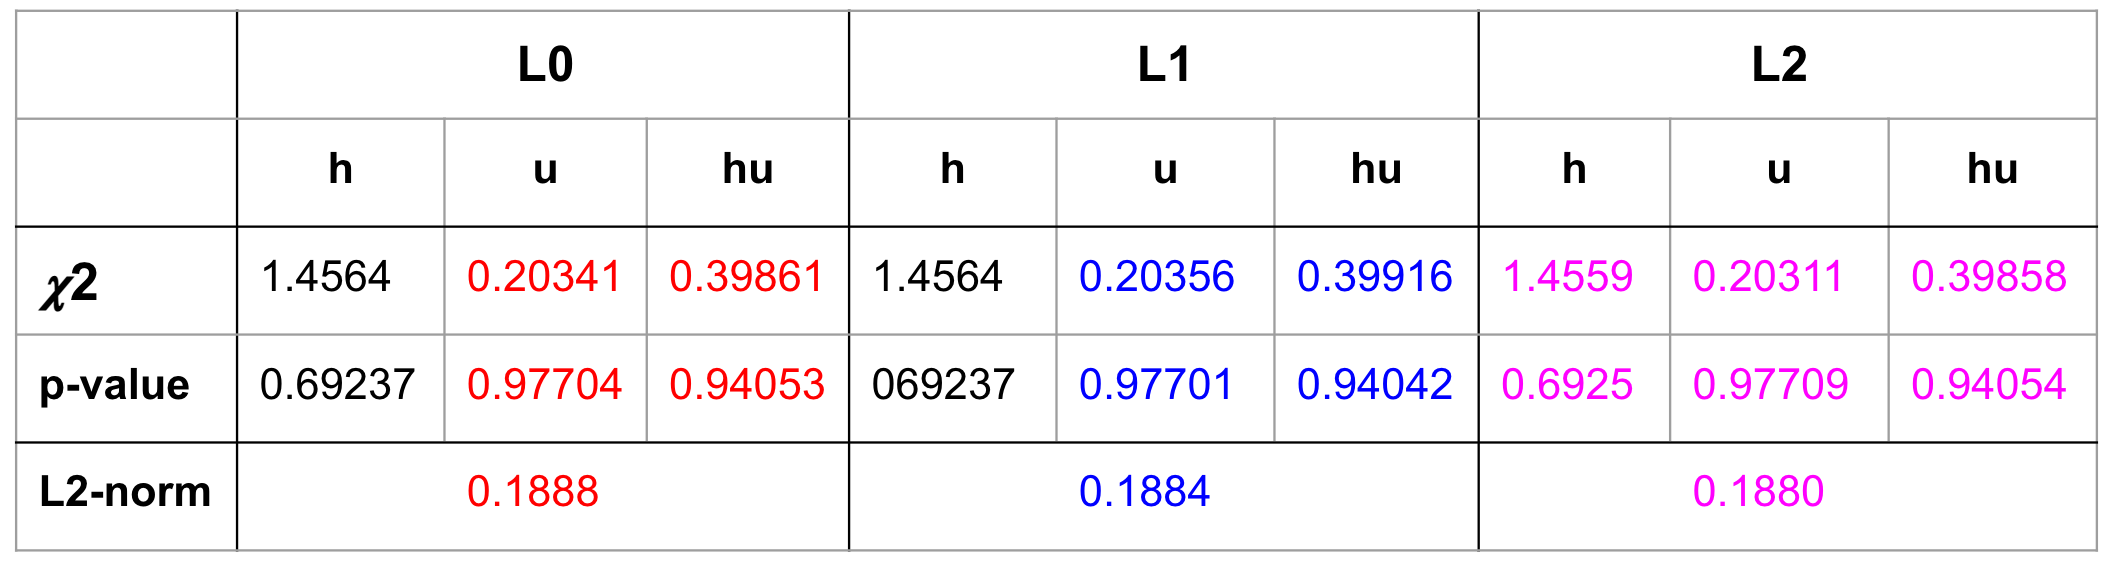 L0 L1 L2
h u hu h u hu h u hu
𝝌2 1.4564 0.20341 0.39861 1.4564 0.20356 0.39916 1.4559 0.20311 0.39858
p-value 0.69237 0.97704 0.94053 069237 0.97701 0.94042 0.6925 0.97709 0.94054
L2-norm 0.1888 0.1884 0.1880